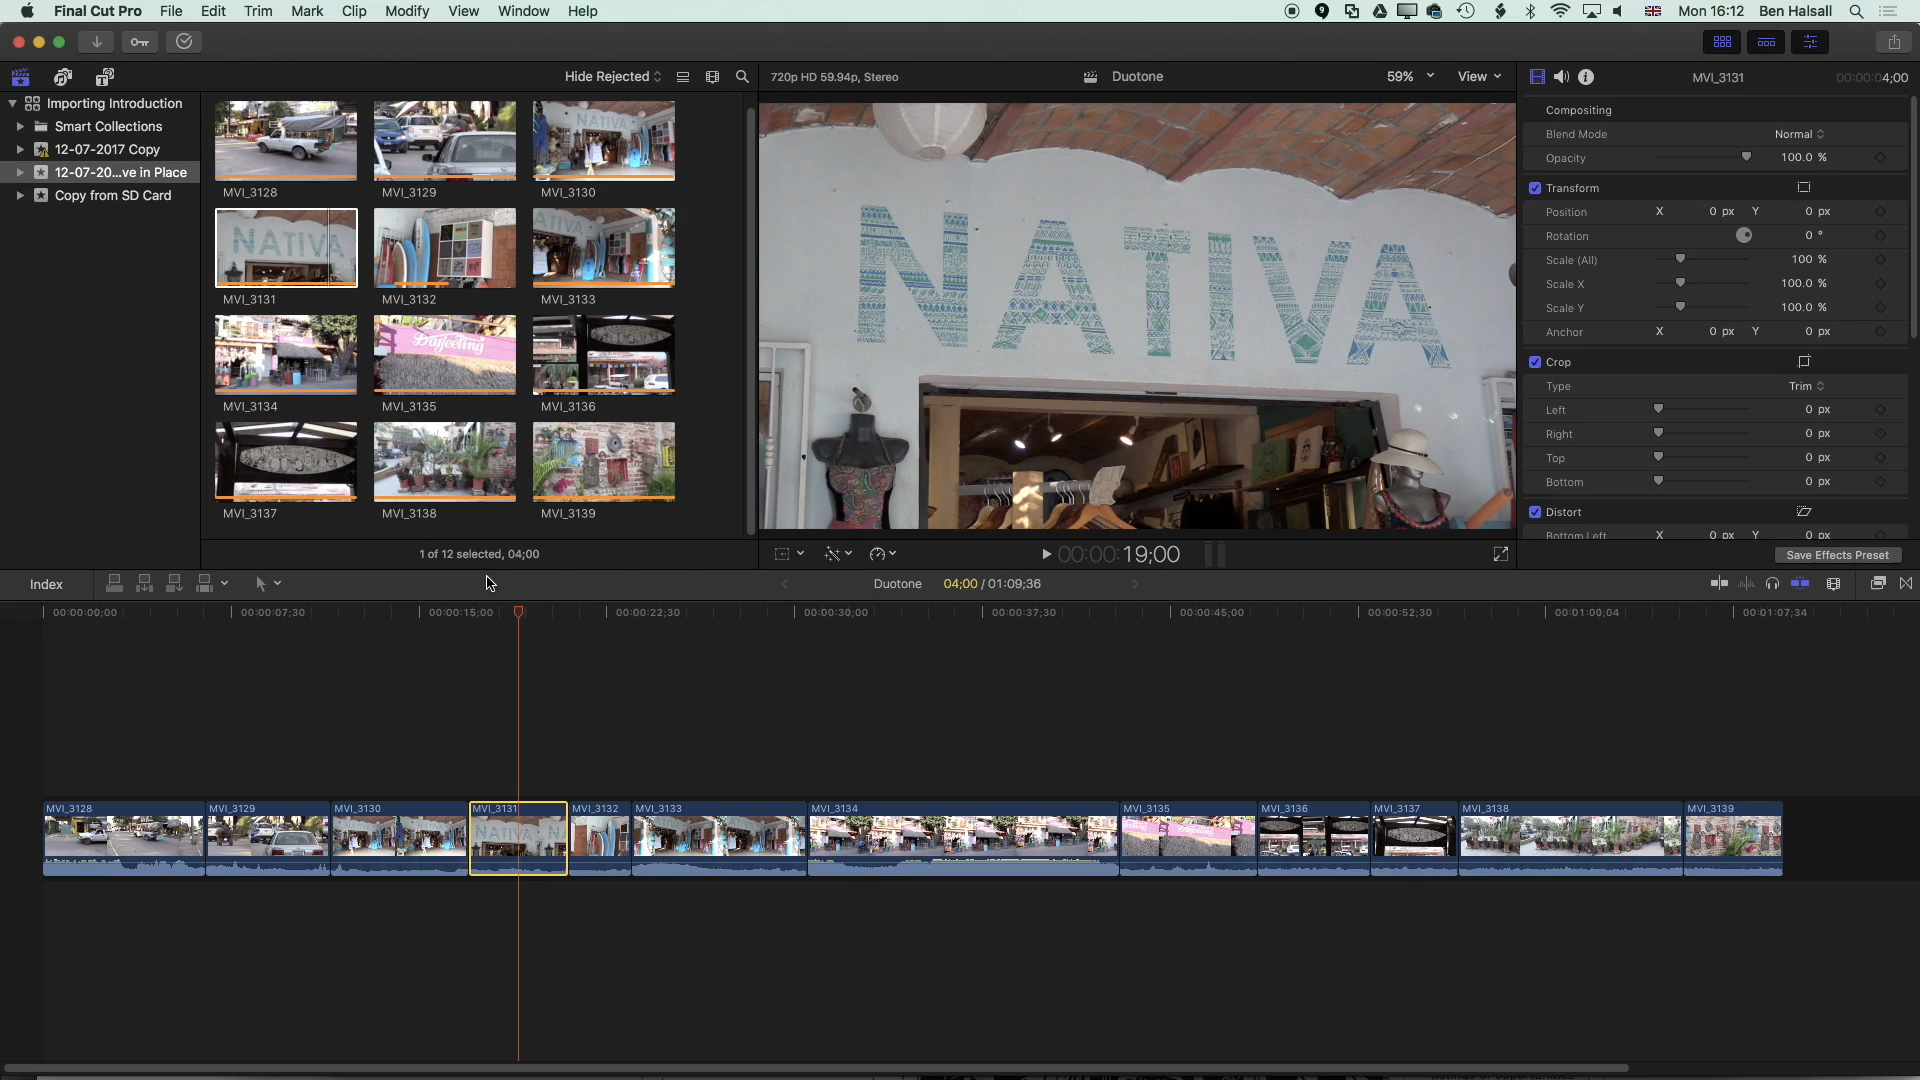 Final Cut Pro File Edit Trim Mark Clip Modify View Window Help
9 Mon 16:12 Ben Halsall
Hide Rejected
720p HD 59.94p, Stereo
Duotone
59%
View
MVI_3131
00:00:04;00
Importing Introduction
Smart Collections
12-07-2017 Copy
12-07-20...ve in Place
Copy from SD Card
MVI_3128
MVI_3129
MVI_3130
MVI_3131
MVI_3132
MVI_3133
MVI_3134
MVI_3135
MVI_3136
MVI_3137
MVI_3138
MVI_3139
1 of 12 selected, 04;00
NATIVA
Compositing
Blend Mode Normal
Opacity 100.0 %
Transform
Position X 0 px Y 0 px
Rotation 0 °
Scale (All) 100 %
Scale X 100.0 %
Scale Y 100.0 %
Anchor X 0 px Y 0 px
Crop
Type Trim
Left 0 px
Right 0 px
Top 0 px
Bottom 0 px
Distort
Bottom Left X 0 px Y 0 px
Save Effects Preset
00:00:19;00
Index
Duotone 04;00 / 01:09;36
00:00:00;00
00:00:07;30
00:00:15;00
00:00:22;30
00:00:30;00
00:00:37;30
00:00:45;00
00:00:52;30
00:01:00;04
00:01:07;34
MVI_3128
MVI_3129
MVI_3130
MVI_3131
MVI_3132
MVI_3133
MVI_3134
MVI_3135
MVI_3136
MVI_3137
MVI_3138
MVI_3139